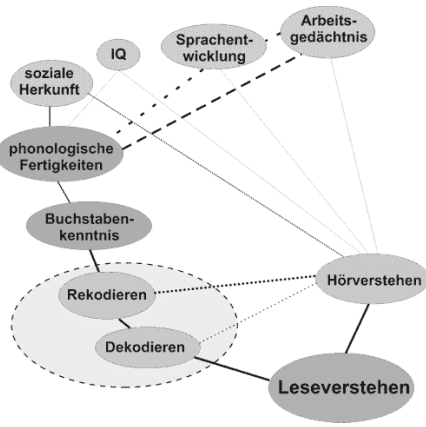 IQ
Sprachent-
wicklung
Arbeits-
gedächtnis
soziale
Herkunft
phonologische
Fertigkeiten
Buchstaben-
kenntnis
Rekodieren
Hörverstehen
Dekodieren
Leseverstehen